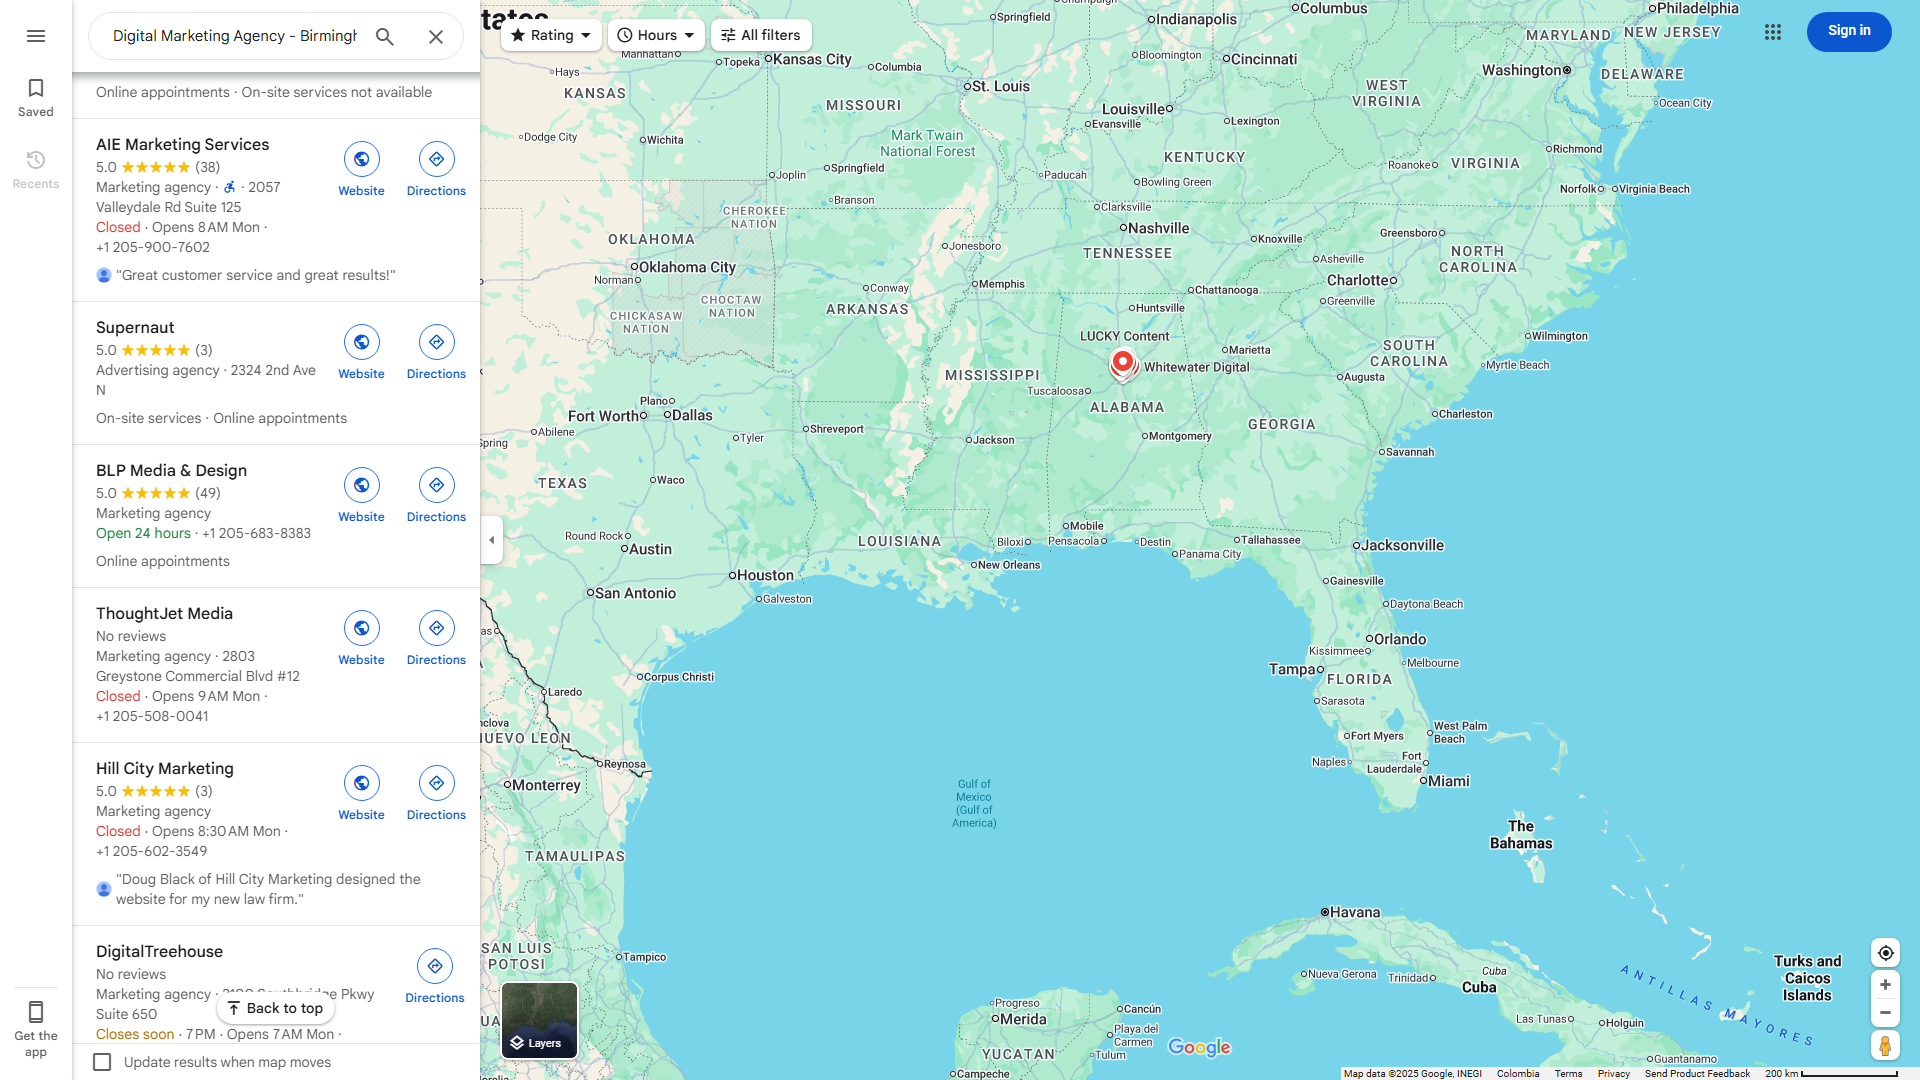 Digital Marketing Agency - Birmingh
Saved
Recents
Get the
app
Online appointments · On-site services not available
AIE Marketing Services
5.0 (38)
Marketing agency · · 2057
Valleydale Rd Suite 125
Closed · Opens 8 AM Mon ·
+1 205-900-7602
"Great customer service and great results!"
Website
Directions
Supernaut
5.0 (3)
Advertising agency · 2324 2nd Ave
N
On-site services · Online appointments
Website
Directions
BLP Media & Design
5.0 (49)
Marketing agency
Open 24 hours · +1 205-683-8383
Online appointments
Website
Directions
ThoughtJet Media
No reviews
Marketing agency · 2803
Greystone Commercial Blvd #12
Closed · Opens 9 AM Mon ·
+1 205-508-0041
Website
Directions
Hill City Marketing
5.0 (3)
Marketing agency
Closed · Opens 8:30 AM Mon ·
+1 205-602-3549
"Doug Black of Hill City Marketing designed the
website for my new law firm."
Website
Directions
DigitalTreehouse
No reviews
Marketing agency · Pkwy
Suite 650
Closes soon · 7 PM · Opens 7 AM Mon ·
Directions
Back to top
Update results when map moves
Rating
Hours
All filters
Sign in
Springfield
Indianapolis
Columbus
Philadelphia
MARYLAND
NEW JERSEY
Manhattan
Topeka
Kansas City
Columbia
Bloomington
Cincinnati
Washington
DELAWARE
Hays
KANSAS
St. Louis
WEST
VIRGINIA
MISSOURI
Louisville
Evansville
Lexington
Ocean City
Dodge City
Wichita
Mark Twain
National Forest
KENTUCKY
Richmond
Roanoke
VIRGINIA
Springfield
Joplin
Paducah
Bowling Green
Norfolk
Virginia Beach
Branson
Clarksville
CHEROKEE
NATION
Nashville
Knoxville
Greensboro
OKLAHOMA
Jonesboro
TENNESSEE
Asheville
NORTH
CAROLINA
Oklahoma City
Norman
Conway
Memphis
Chattanooga
Charlotte
Greenville
CHOCTAW
NATION
ARKANSAS
Huntsville
CHICKASAW
NATION
LUCKY Content
Wilmington
Marietta
SOUTH
CAROLINA
Whitewater Digital
MISSISSIPPI
Tuscaloosa
Augusta
Myrtle Beach
Plano
Fort Worth
Dallas
ALABAMA
Charleston
Abilene
Tyler
Shreveport
Jackson
Montgomery
GEORGIA
Spring
Savannah
TEXAS
Waco
Mobile
Round Rock
Austin
LOUISIANA
Biloxi
Pensacola
Destin
Tallahassee
Jacksonville
Panama City
New Orleans
Houston
Gainesville
San Antonio
Galveston
Daytona Beach
Orlando
Kissimmee
Tampa
Melbourne
FLORIDA
Corpus Christi
Laredo
Sarasota
West Palm
Beach
NUEVO LEON
Fort Myers
Reynosa
Naples
Fort
Lauderdale
Miami
Monterrey
Gulf of
Mexico
(Gulf of
America)
The
Bahamas
TAMAULIPAS
Havana
SAN LUIS
POTOSI
Tampico
Nueva Gerona
Trinidad
Cuba
Cuba
Turks and
Caicos
Islands
ANTILLAS MAYORES
Progreso
Merida
Cancún
Playa del
Carmen
Las Tunas
Holguin
YUCATAN
Tulum
Guantanamo
Campeche
Layers
Google
Map data ©2025 Google, INEGI
Colombia
Terms
Privacy
Send Product Feedback
200 km